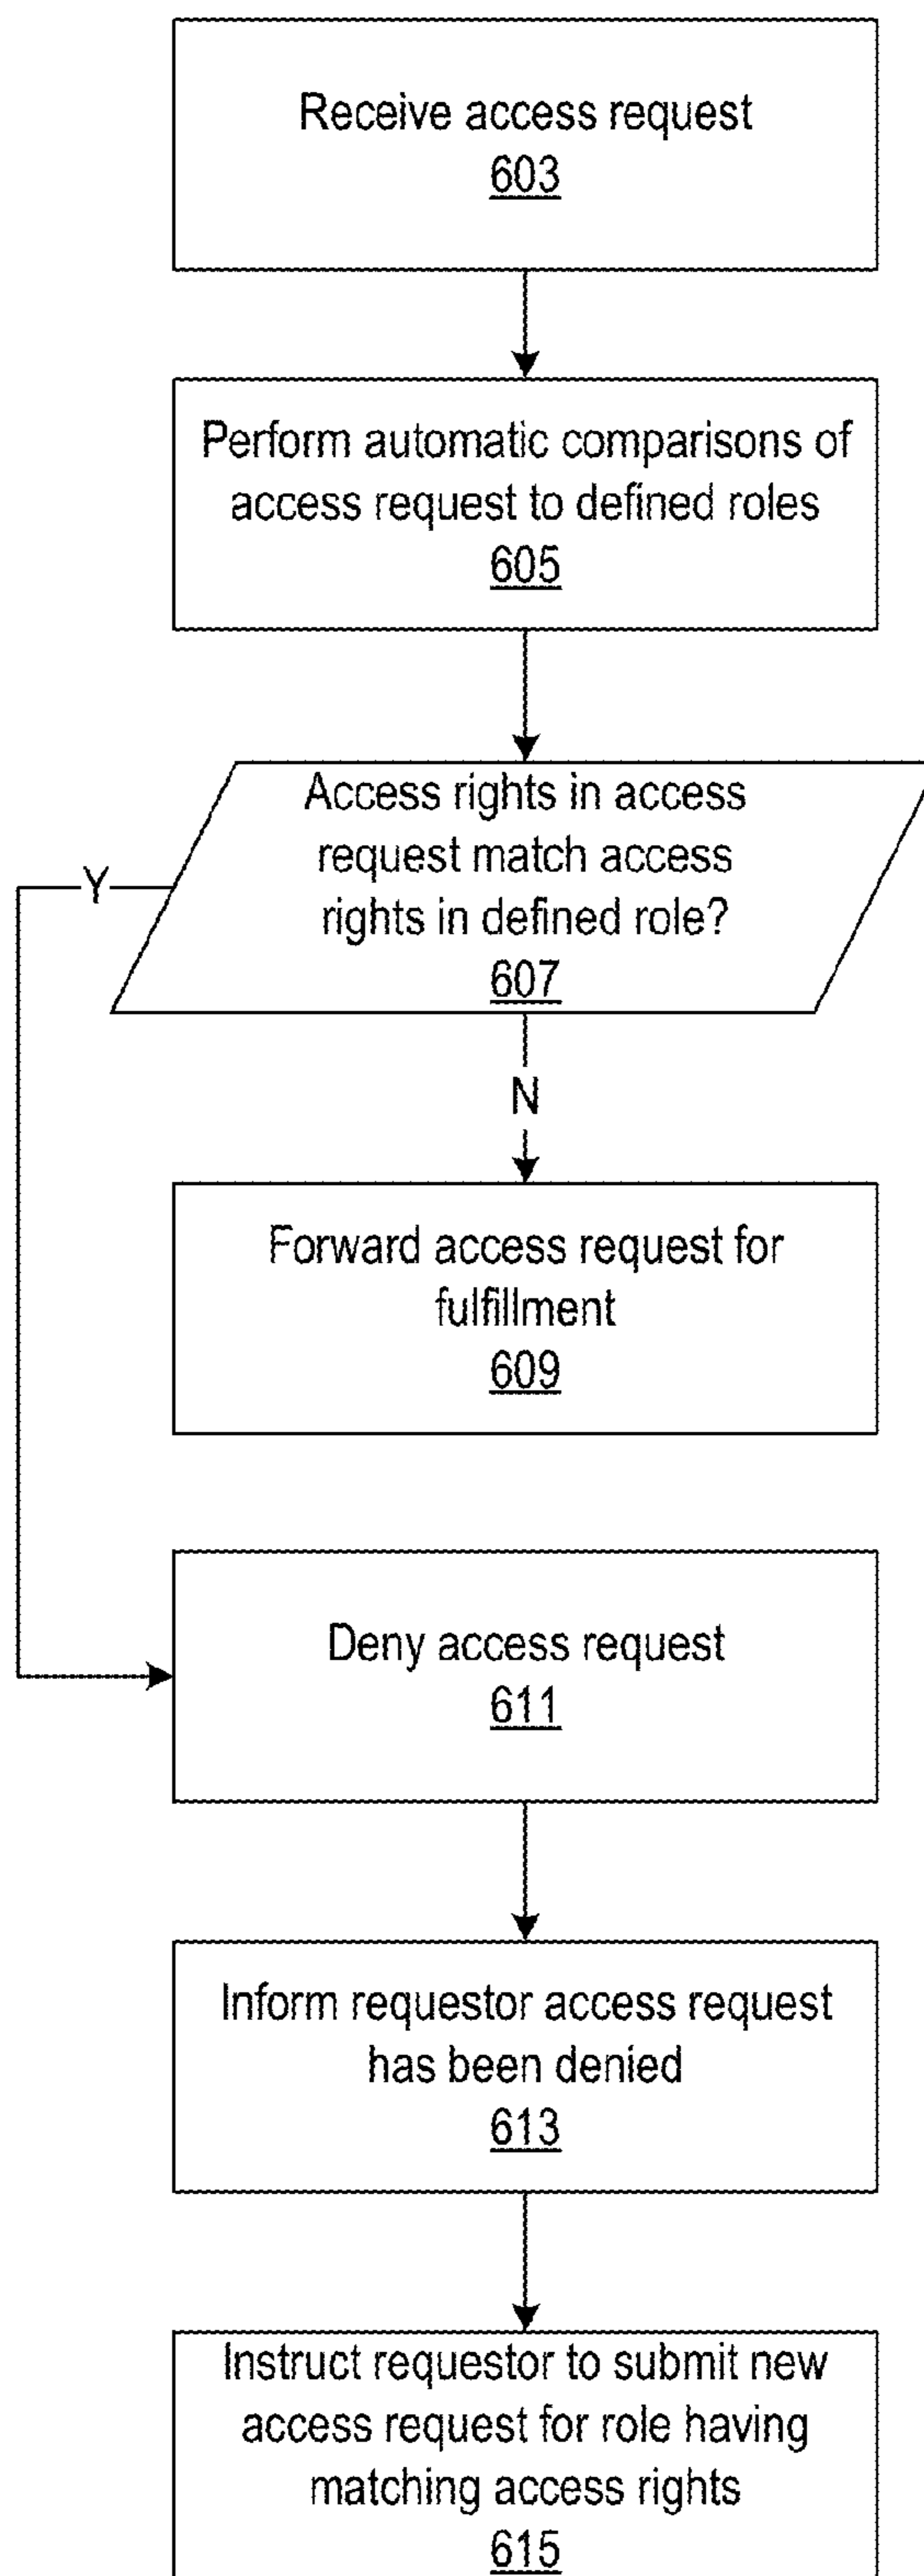 Receive access request
603
Perform automatic comparisons of
access request to defined roles
605
Access rights in access
request match access
rights in defined role?
607
Y
N
Forward access request for
fulfillment
609
Deny access request
611
Inform requestor access request
has been denied
613
Instruct requestor to submit new
access request for role having
matching access rights
615